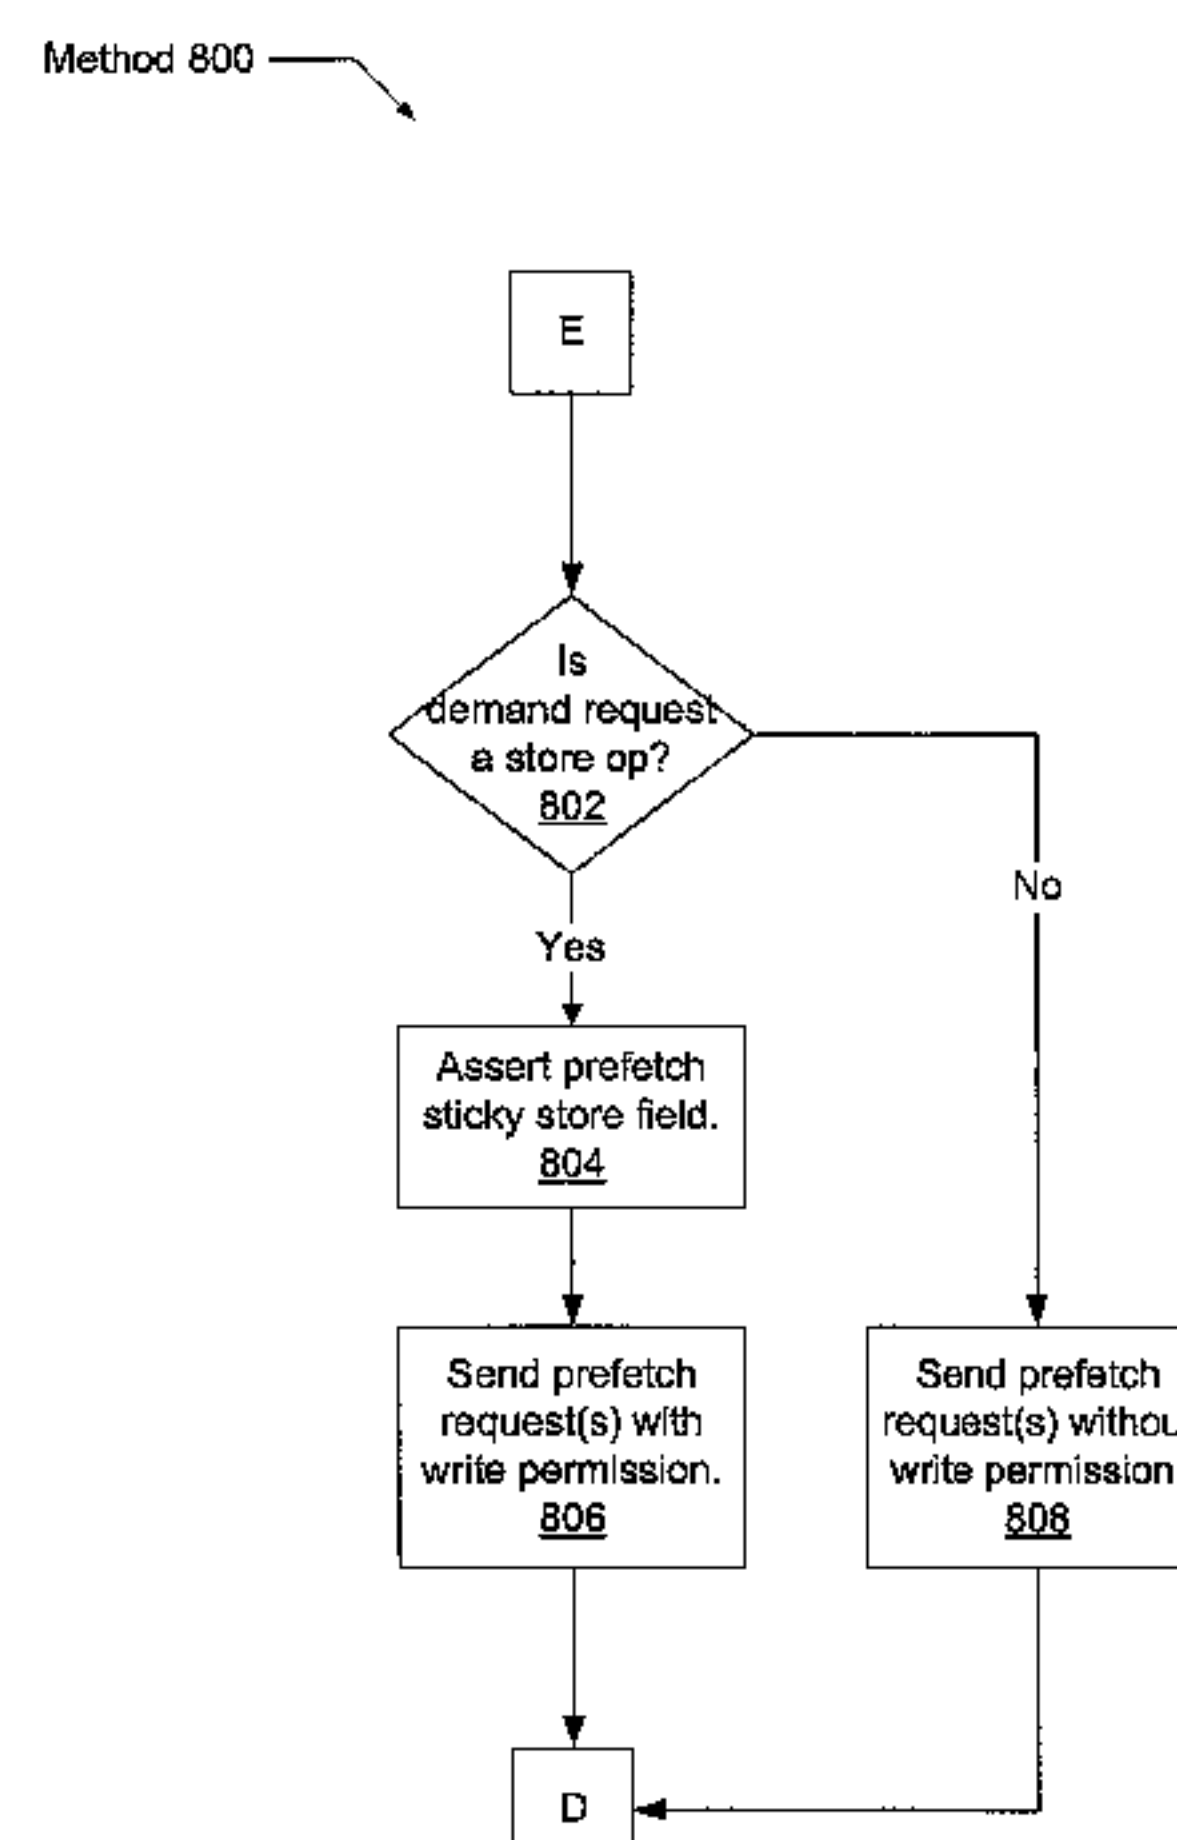 Method 800
E
Is
demand request
a store op?
802
No
Yes
Assert prefetch
sticky store field.
804
Send prefetch
request(s) with
write permission.
806
Send prefetch
request(s)
write permission
808
D